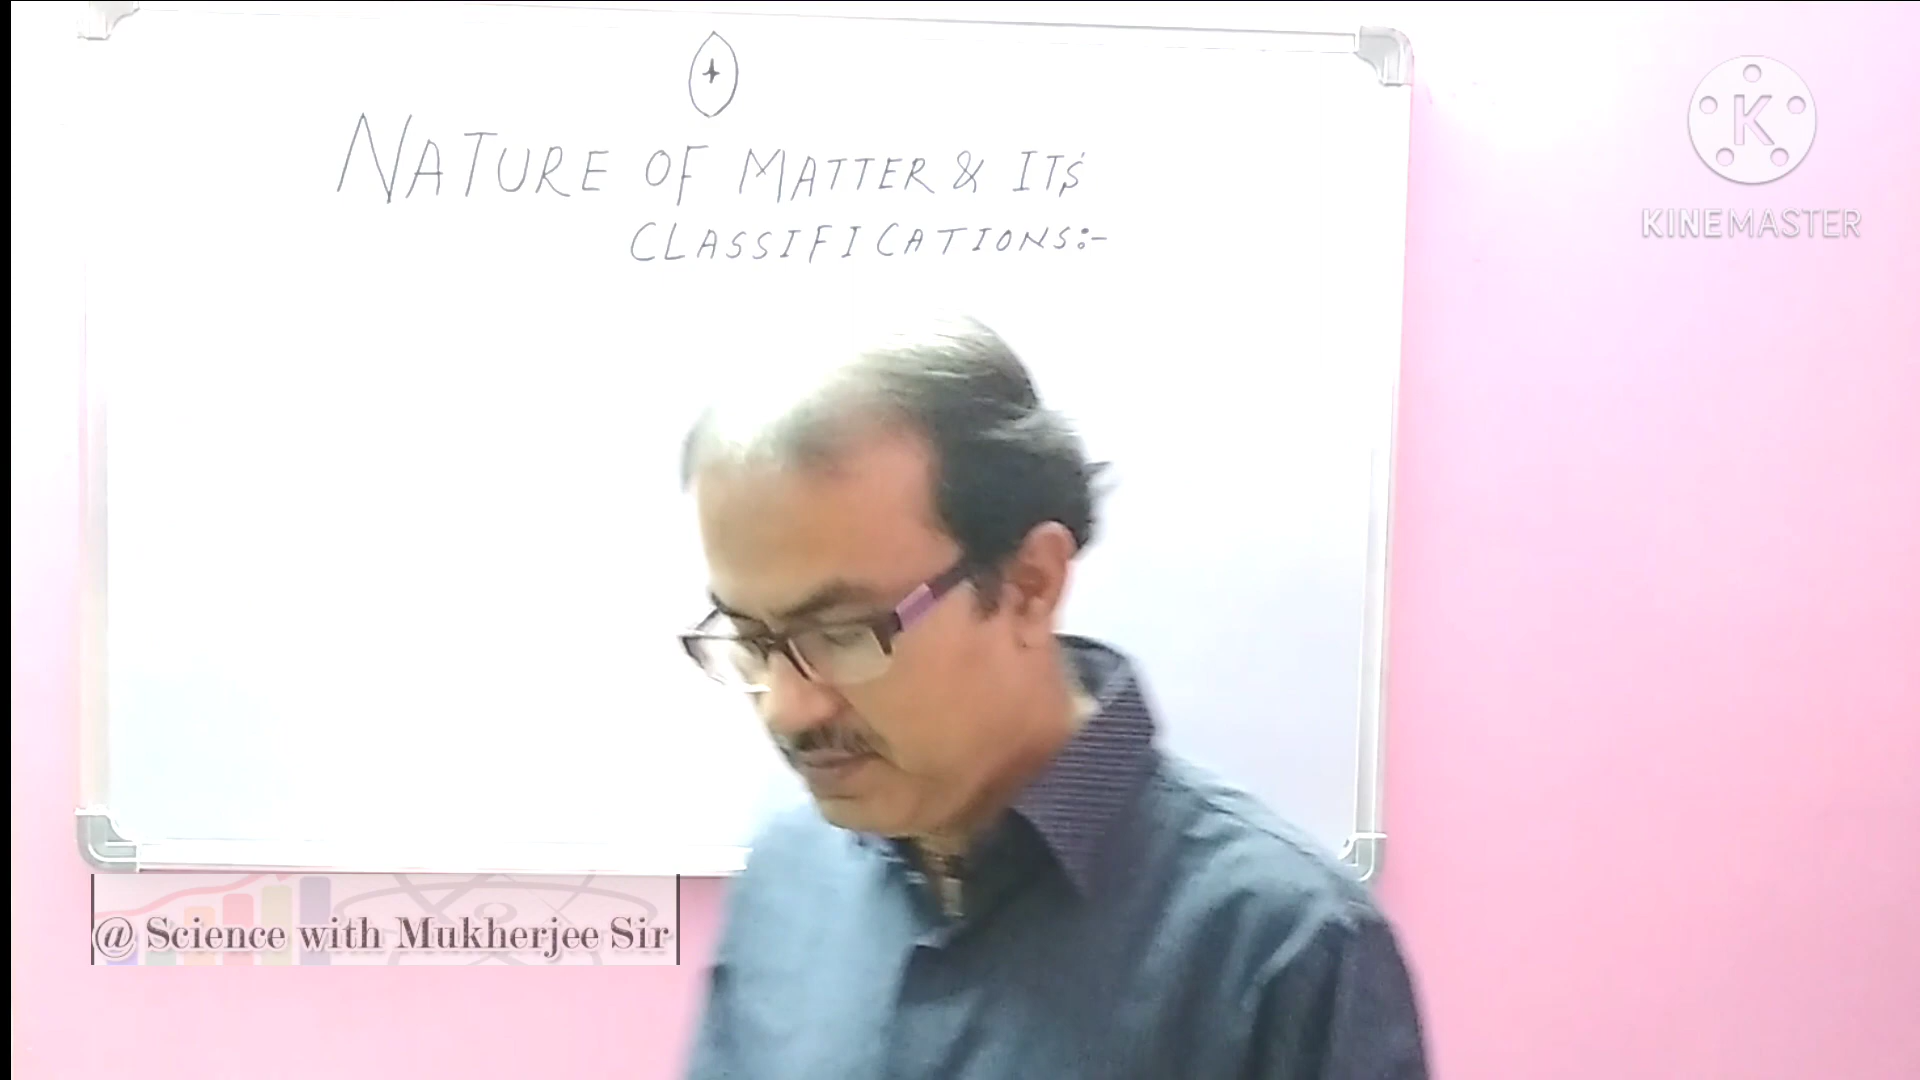 NATURE OF MATTER & ITS
CLASSIFICATIONS:-
K
KINEMASTER
@ Science with Mukherjee Sir